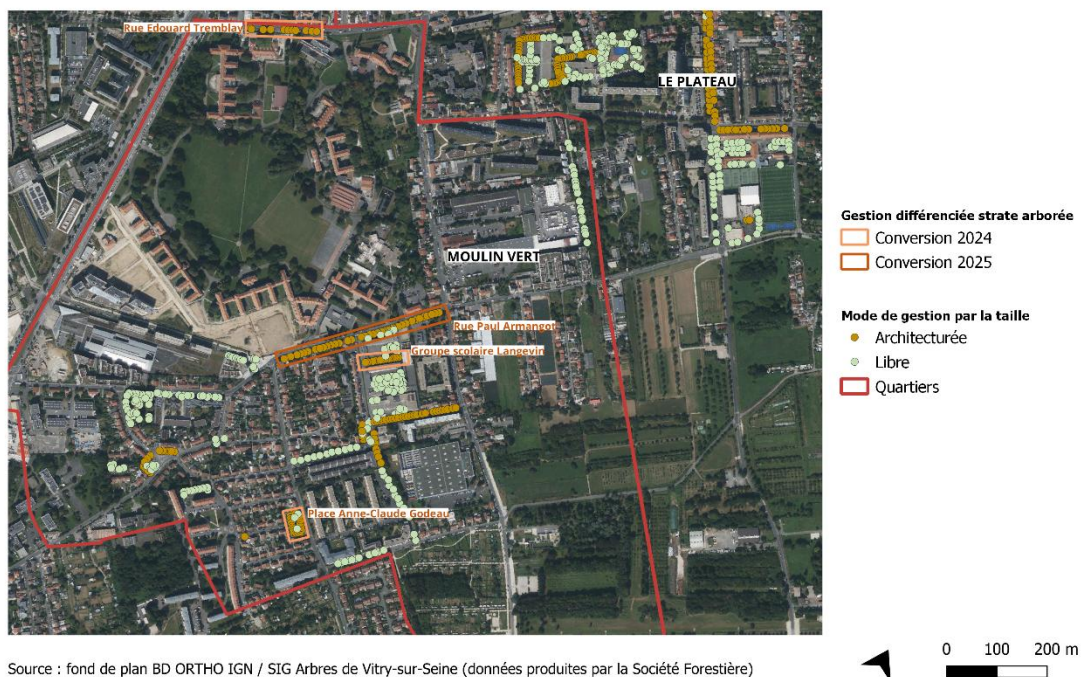 Rue Edouard Tremblay
LE PLATEAU
MOULIN VERT
Rue Paul Armangot
Groupe scolaire Langevin
Place Anne-Claude Godeau
Gestion différenciée strate arborée
Conversion 2024
Conversion 2025
Mode de gestion par la taille
Architecturée
Libre
Quartiers
Source : fond de plan BD ORTHO IGN / SIG Arbres de Vitry-sur-Seine (données produites par la Société Forestière)
0 100 200 m